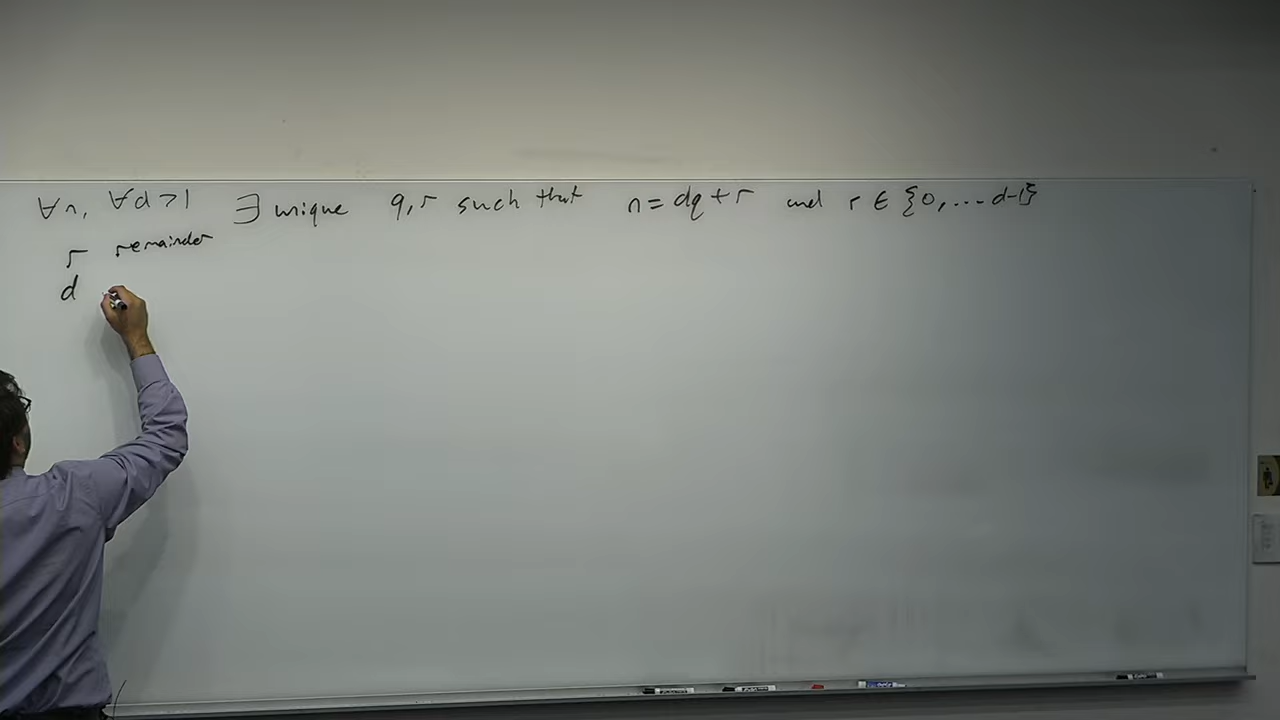 ∀n, ∀d >1 ∃ unique q,r such that n = dq + r and r ∈ {0, ... d-1}
r remainder
d